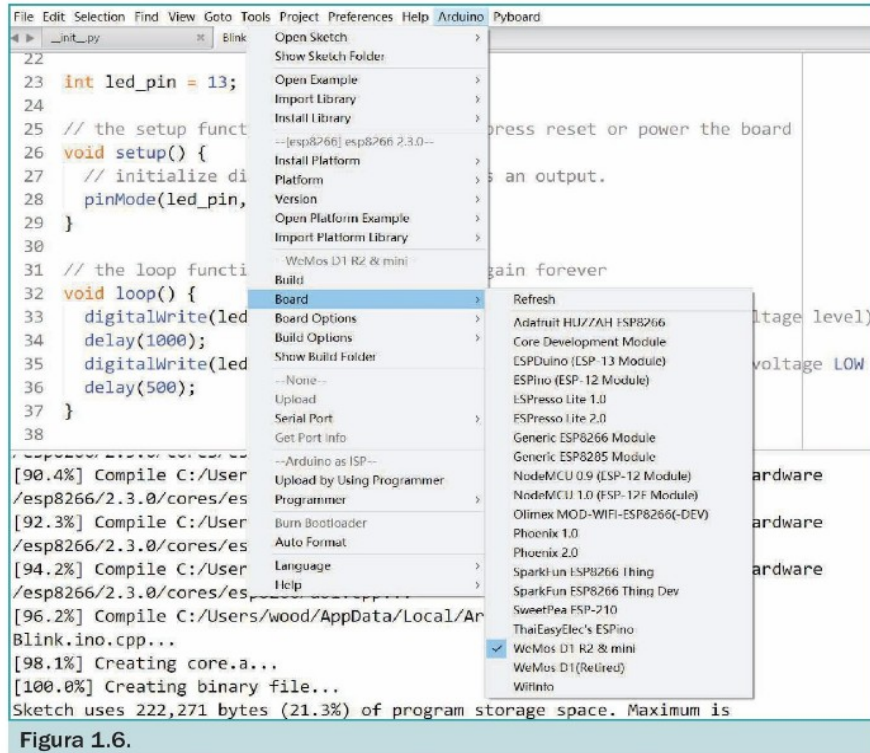 File Edit Selection Find View Goto Tools Project Preferences Help Arduino Pyboard
__init__.py × Blink
22
23 int led_pin = 13;
24
25 // the setup funct press reset or power the board
26 void setup() {
27 // initialize di s an output.
28 pinMode(led_pin,
29 }
30
31 // the loop functi gain forever
32 void loop() {
33 digitalWrite(led ltage level)
34 delay(1000);
35 digitalWrite(led voltage LOW
36 delay(500);
37 }
38
[90.4%] Compile C:/User ardware
/esp8266/2.3.0/cores/es
[92.3%] Compile C:/User ardware
/esp8266/2.3.0/cores/es
[94.2%] Compile C:/User ardware
/esp8266/2.3.0/cores/es
[96.2%] Compile C:/Users/wood/AppData/Local/Ar
Blink.ino.cpp...
[98.1%] Creating core.a...
[100.0%] Creating binary file...
Sketch uses 222,271 bytes (21.3%) of program storage space. Maximum is
Open Sketch
Show Sketch Folder
Open Example
Import Library
Install Library
--[esp8266] esp8266 2.3.0--
Install Platform
Platform
Version
Open Platform Example
Import Platform Library
--WeMos D1 R2 & mini--
Build
Board
Board Options
Build Options
Show Build Folder
--None--
Upload
Serial Port
Get Port Info
--Arduino as ISP--
Upload by Using Programmer
Programmer
Burn Bootloader
Auto Format
Language
Help
Refresh
Adafruit HUZZAH ESP8266
Core Development Module
ESPDuino (ESP-13 Module)
ESPino (ESP-12 Module)
ESPresso Lite 1.0
ESPresso Lite 2.0
Generic ESP8266 Module
Generic ESP8285 Module
NodeMCU 0.9 (ESP-12 Module)
NodeMCU 1.0 (ESP-12E Module)
Olimex MOD-WIFI-ESP8266(-DEV)
Phoenix 1.0
Phoenix 2.0
SparkFun ESP8266 Thing
SparkFun ESP8266 Thing Dev
SweetPea ESP-210
ThaiEasyElec's ESPino
WeMos D1 R2 & mini
WeMos D1(Retired)
WifInfo
Figura 1.6.